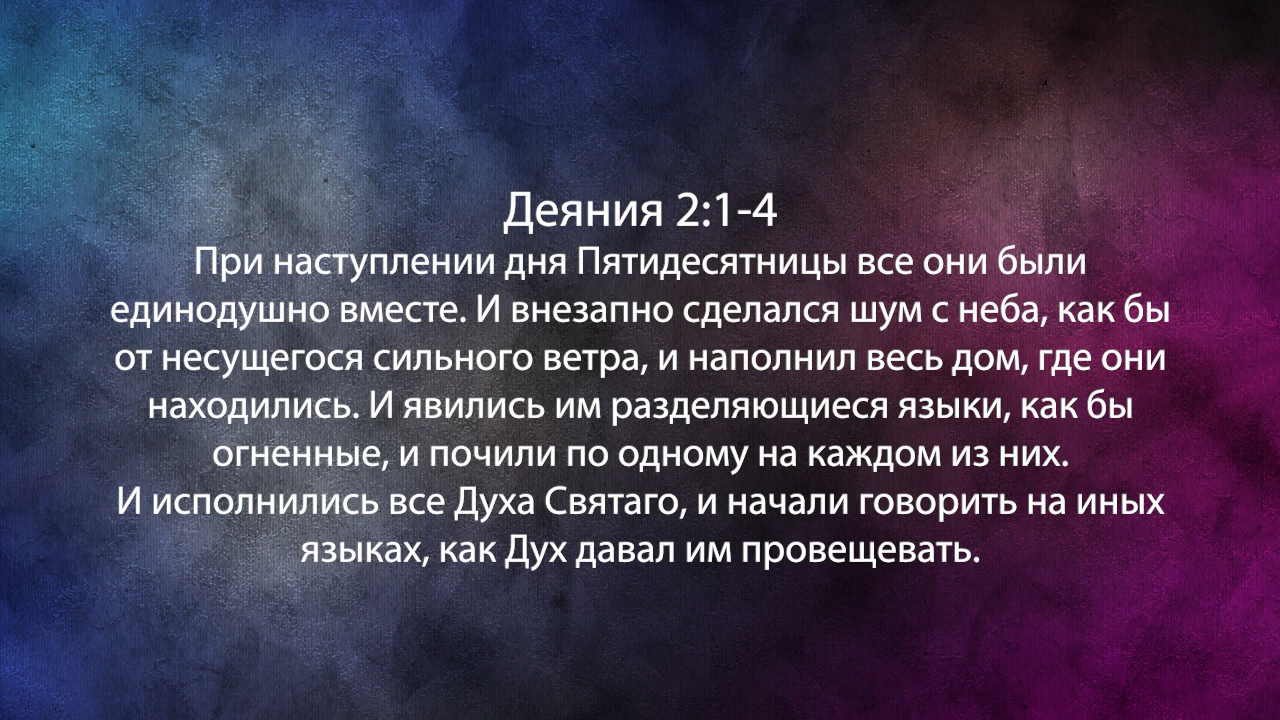 Деяния 2:1-4
При наступлении дня Пятидесятницы все они были
единодушно вместе. И внезапно сделался шум с неба, как бы
от несущегося сильного ветра, и наполнил весь дом, где они
находились. И явились им разделяющиеся языки, как бы
огненные, и почили по одному на каждом из них.
И исполнились все Духа Святаго, и начали говорить на иных
языках, как Дух давал им провещевать.